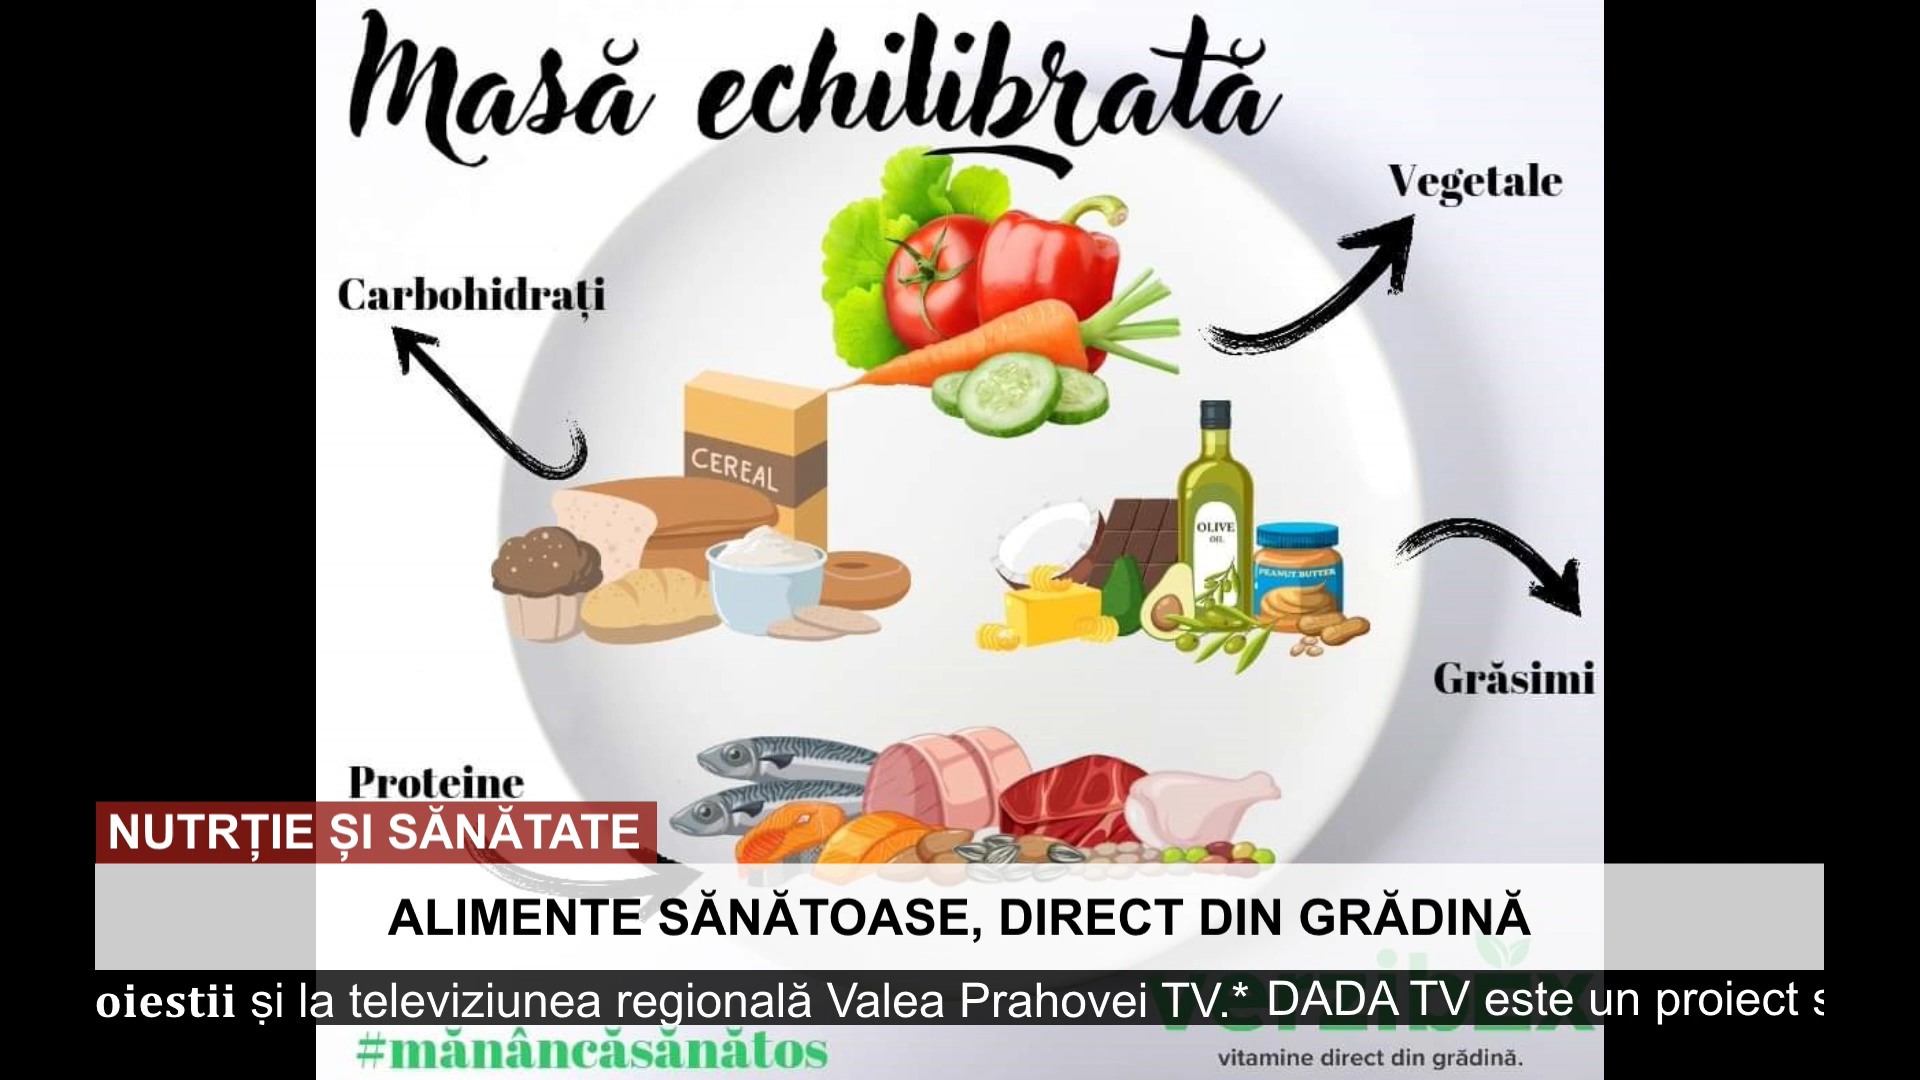 Masă echilibrată
Vegetale
Carbohidrați
CEREAL
OLIVE
OIL
PEANUT BUTTER
Grăsimi
Proteine
NUTRȚIE ȘI SĂNĂTATE
ALIMENTE SĂNĂTOASE, DIRECT DIN GRĂDINĂ
verzibox
oiestii și la televiziunea regională Valea Prahovei TV.* DADA TV este un proiect s
#mănâncăsănătos
vitamine direct din grădină.